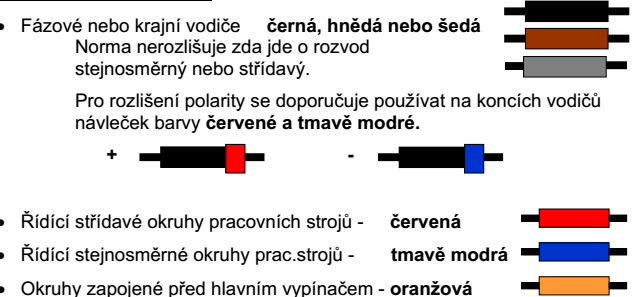 • Fázové nebo krajní vodiče černá, hnědá nebo šedá
Norma nerozlišuje zda jde o rozvod
stejnosměrný nebo střídavý.
Pro rozlišení polarity se doporučuje používat na koncích vodičů
návleček barvy červené a tmavě modré.
+ -
• Řídící střídavé okruhy pracovních strojů - červená
• Řídící stejnosměrné okruhy prac.strojů - tmavě modrá
• Okruhy zapojené před hlavním vypínačem - oranžová